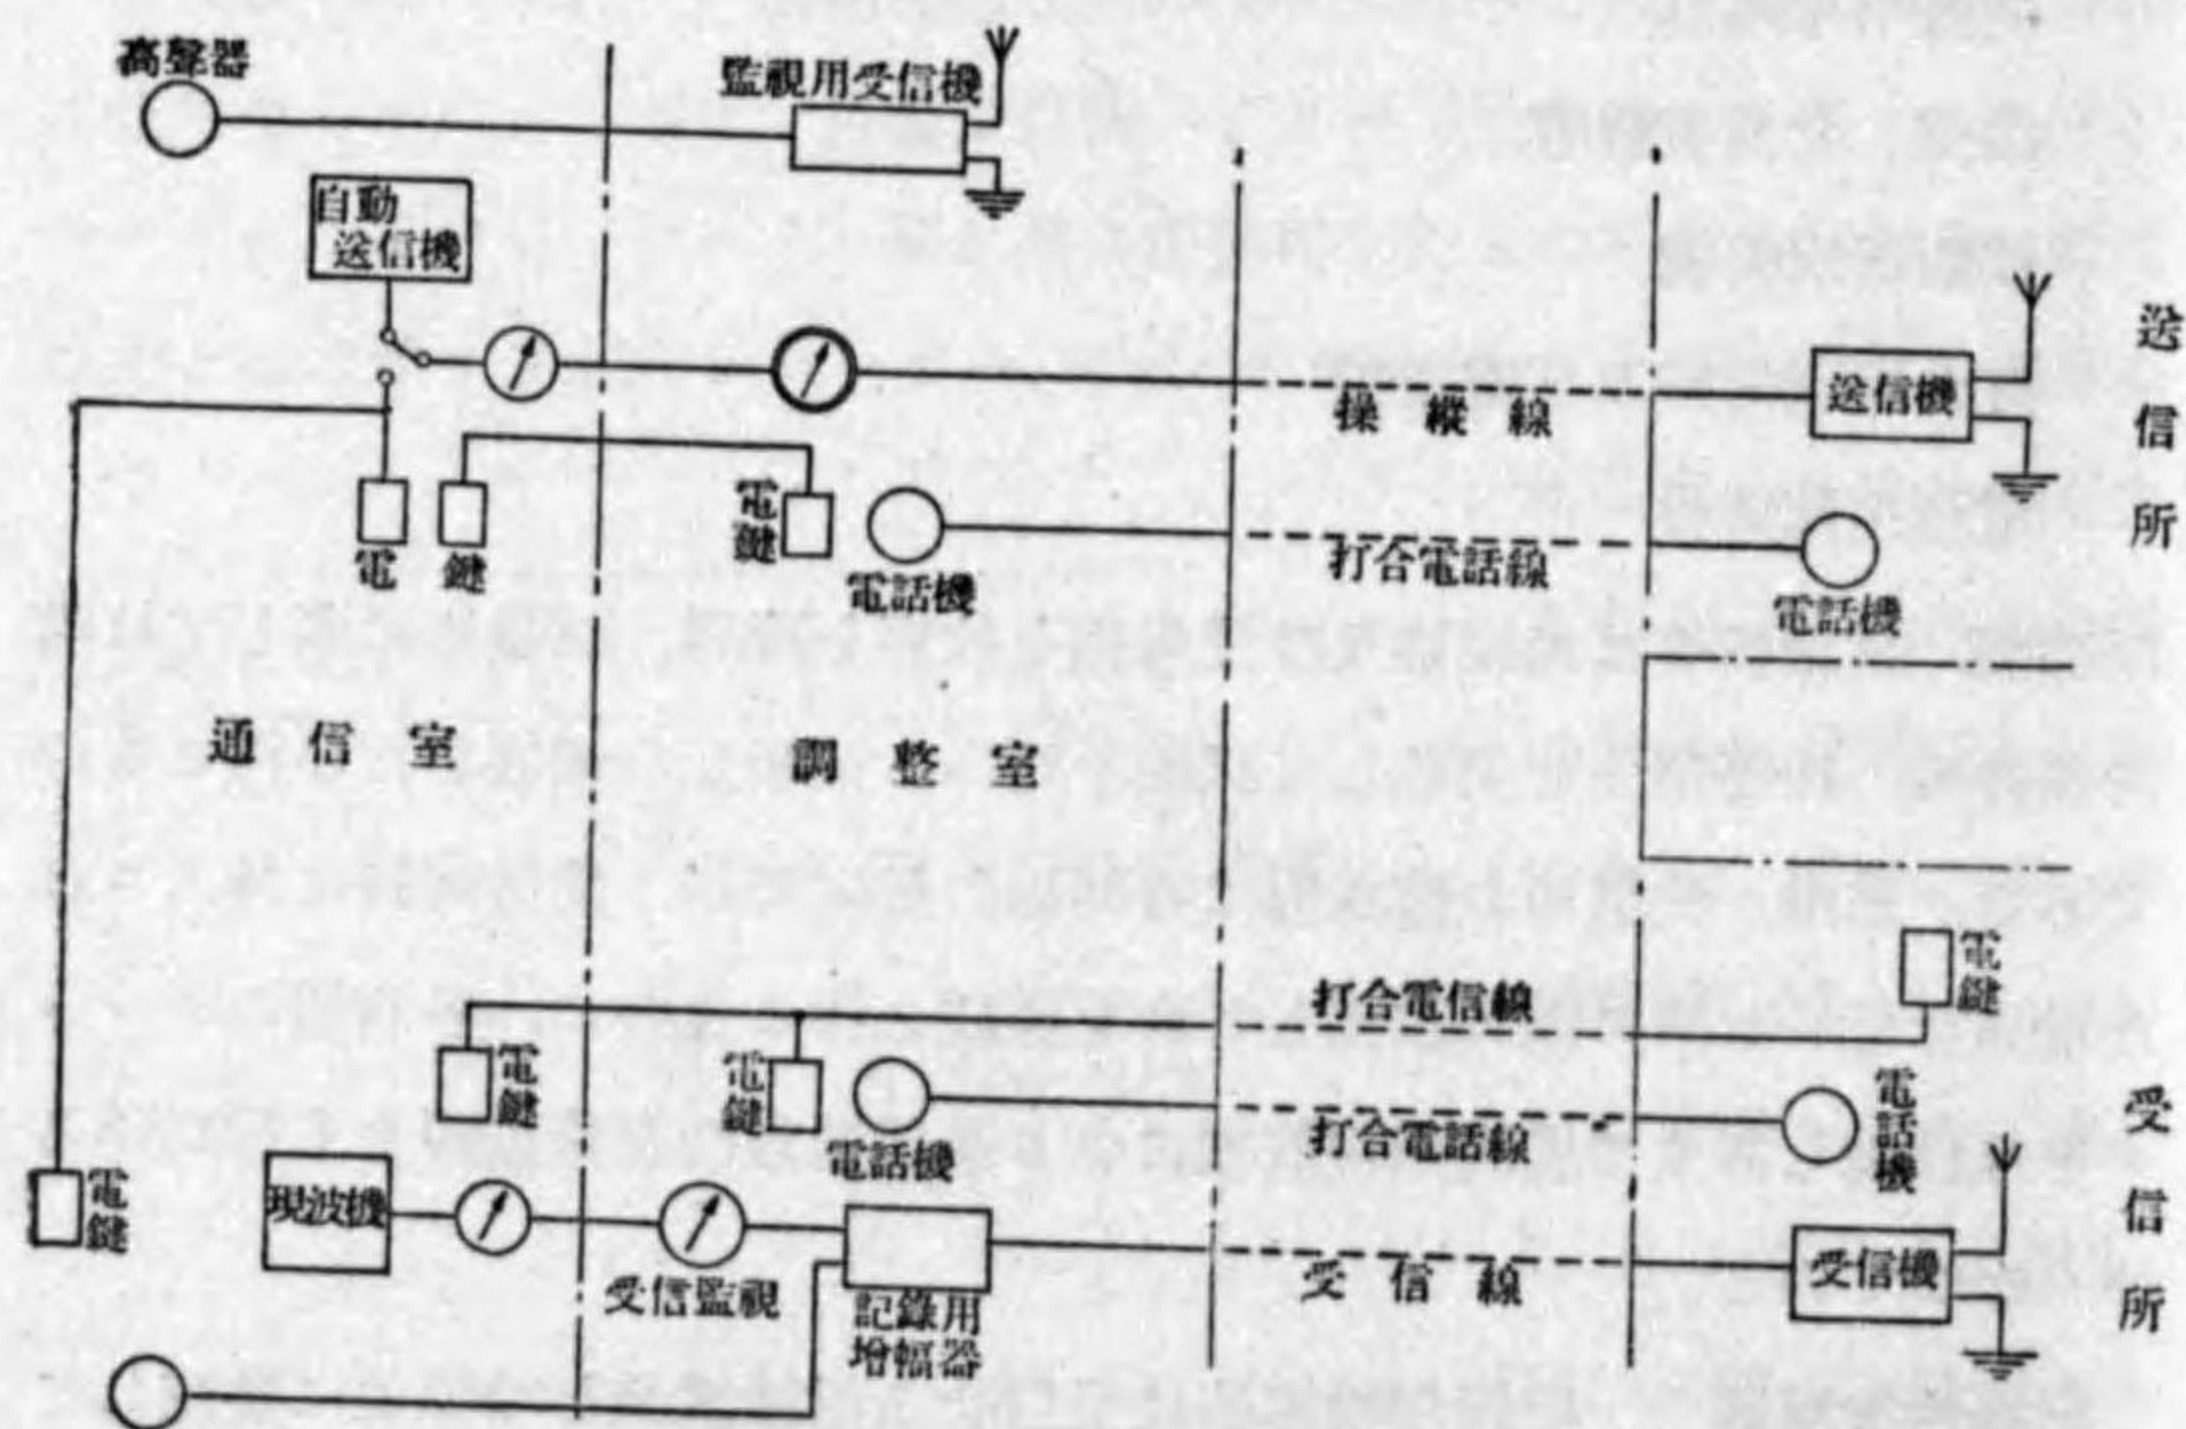 高聲器
監視用受信機
自動
送信機
送信機
送信所
操縱線
電鍵
電鍵
電話機
打合電話線
電話機
通信室
調整室
打合電信線
電鍵
電鍵
電鍵
電話機
打合電話線
電話機
受信所
電鍵
現波機
受信監視
記錄用
增幅器
受信線
受信機